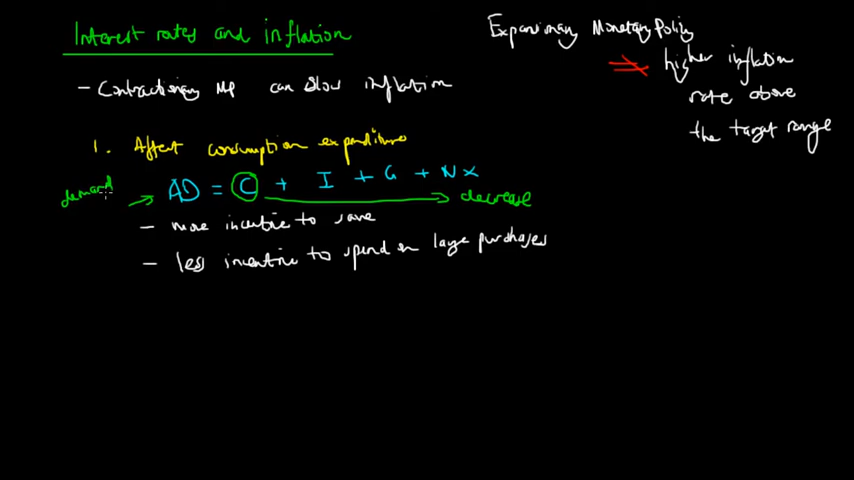 Interest rates and inflation
Expansionary Monetary Policy
⇒ higher inflation
rate above
the target range
- Contractionary MP can slow inflation
1. Affect consumption expenditure
demand → AD = C + I + G + NX → decrease
- more incentive to save
- less incentive to spend on large purchases